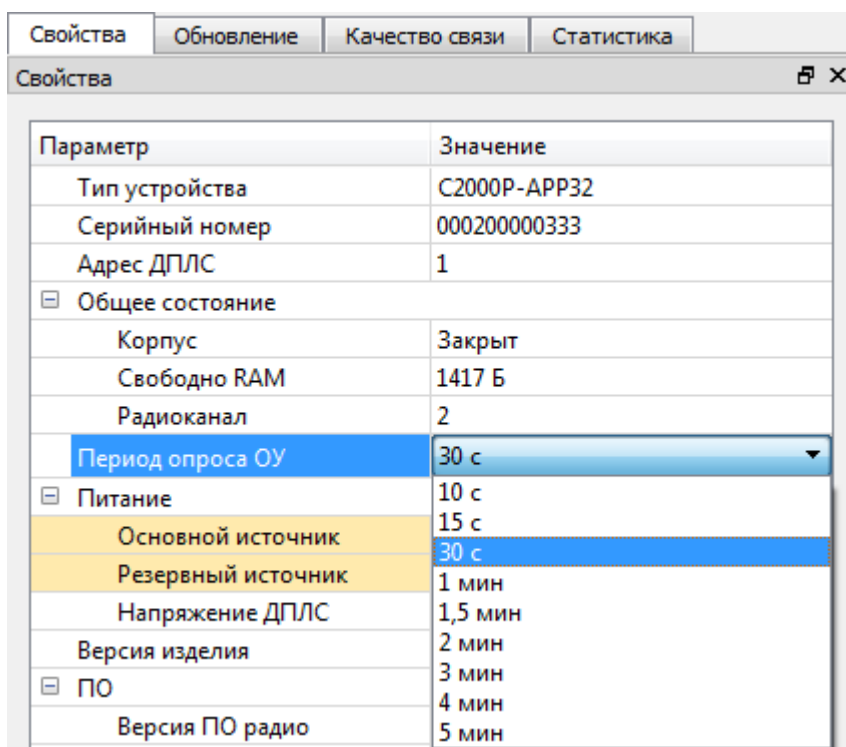 Свойства Обновление Качество связи Статистика
Свойства
Параметр Значение
Тип устройства С2000Р-АРР32
Серийный номер 000200000333
Адрес ДПЛС 1
Общее состояние
Корпус Закрыт
Свободно RAM 1417 Б
Радиоканал 2
Период опроса ОУ 30 с
10 с
Питание
15 с
Основной источник
30 с
Резервный источник
1 мин
Напряжение ДПЛС
1,5 мин
Версия изделия
2 мин
ПО
3 мин
4 мин
Версия ПО радио
5 мин